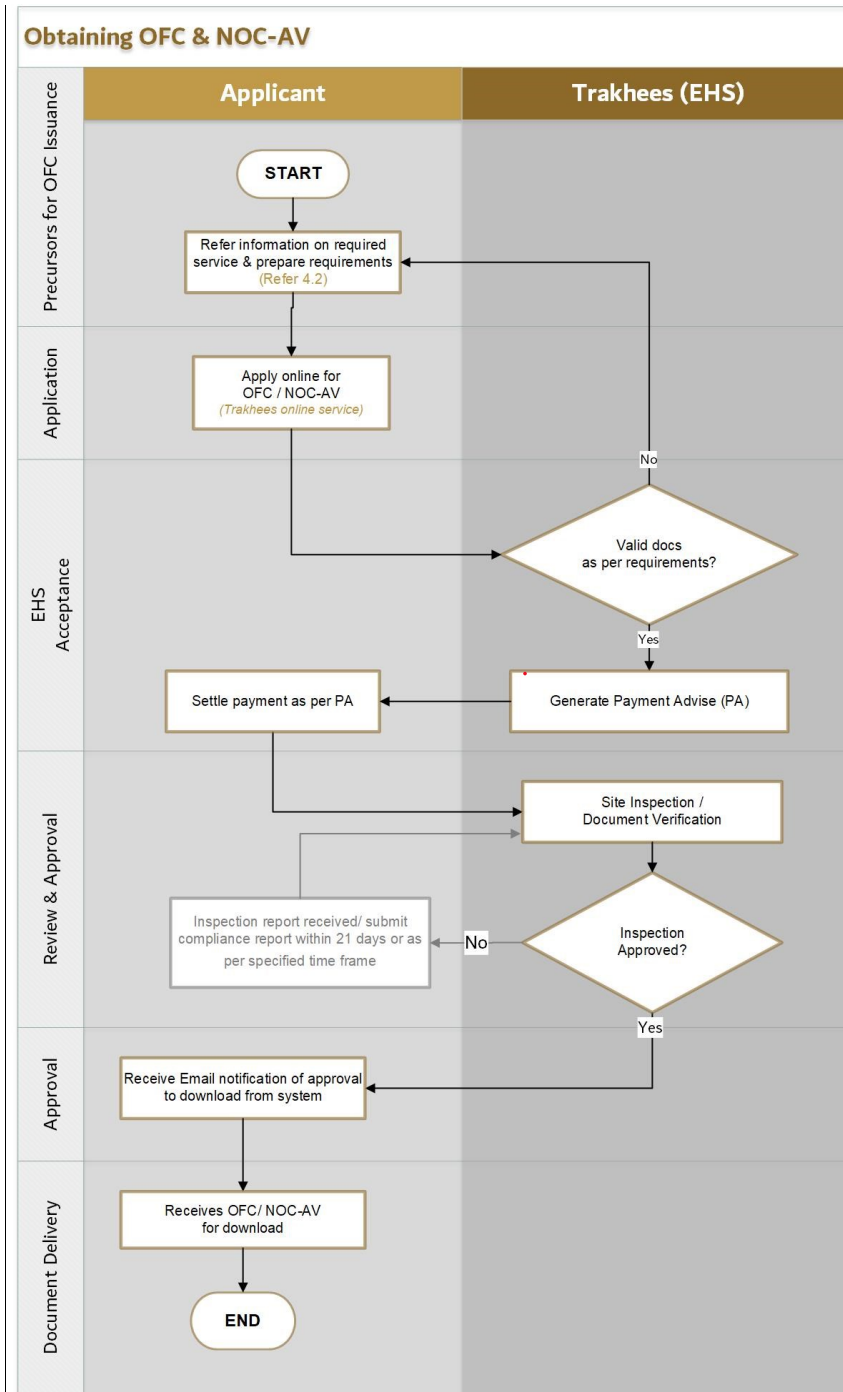 Obtaining OFC & NOC-AV
Applicant
Trakhees (EHS)
Precursors for OFC Issuance
START
Refer information on required
service & prepare requirements
(Refer 4.2)
Application
Apply online for
OFC / NOC-AV
(Trakhees online service)
No
EHS
Acceptance
Valid docs
as per requirements?
Yes
Settle payment as per PA
Generate Payment Advise (PA)
Review & Approval
Site Inspection /
Document Verification
Inspection report received/ submit
compliance report within 21 days or as
per specified time frame
No
Inspection
Approved?
Yes
Approval
Receive Email notification of approval
to download from system
Document Delivery
Receives OFC/ NOC-AV
for download
END